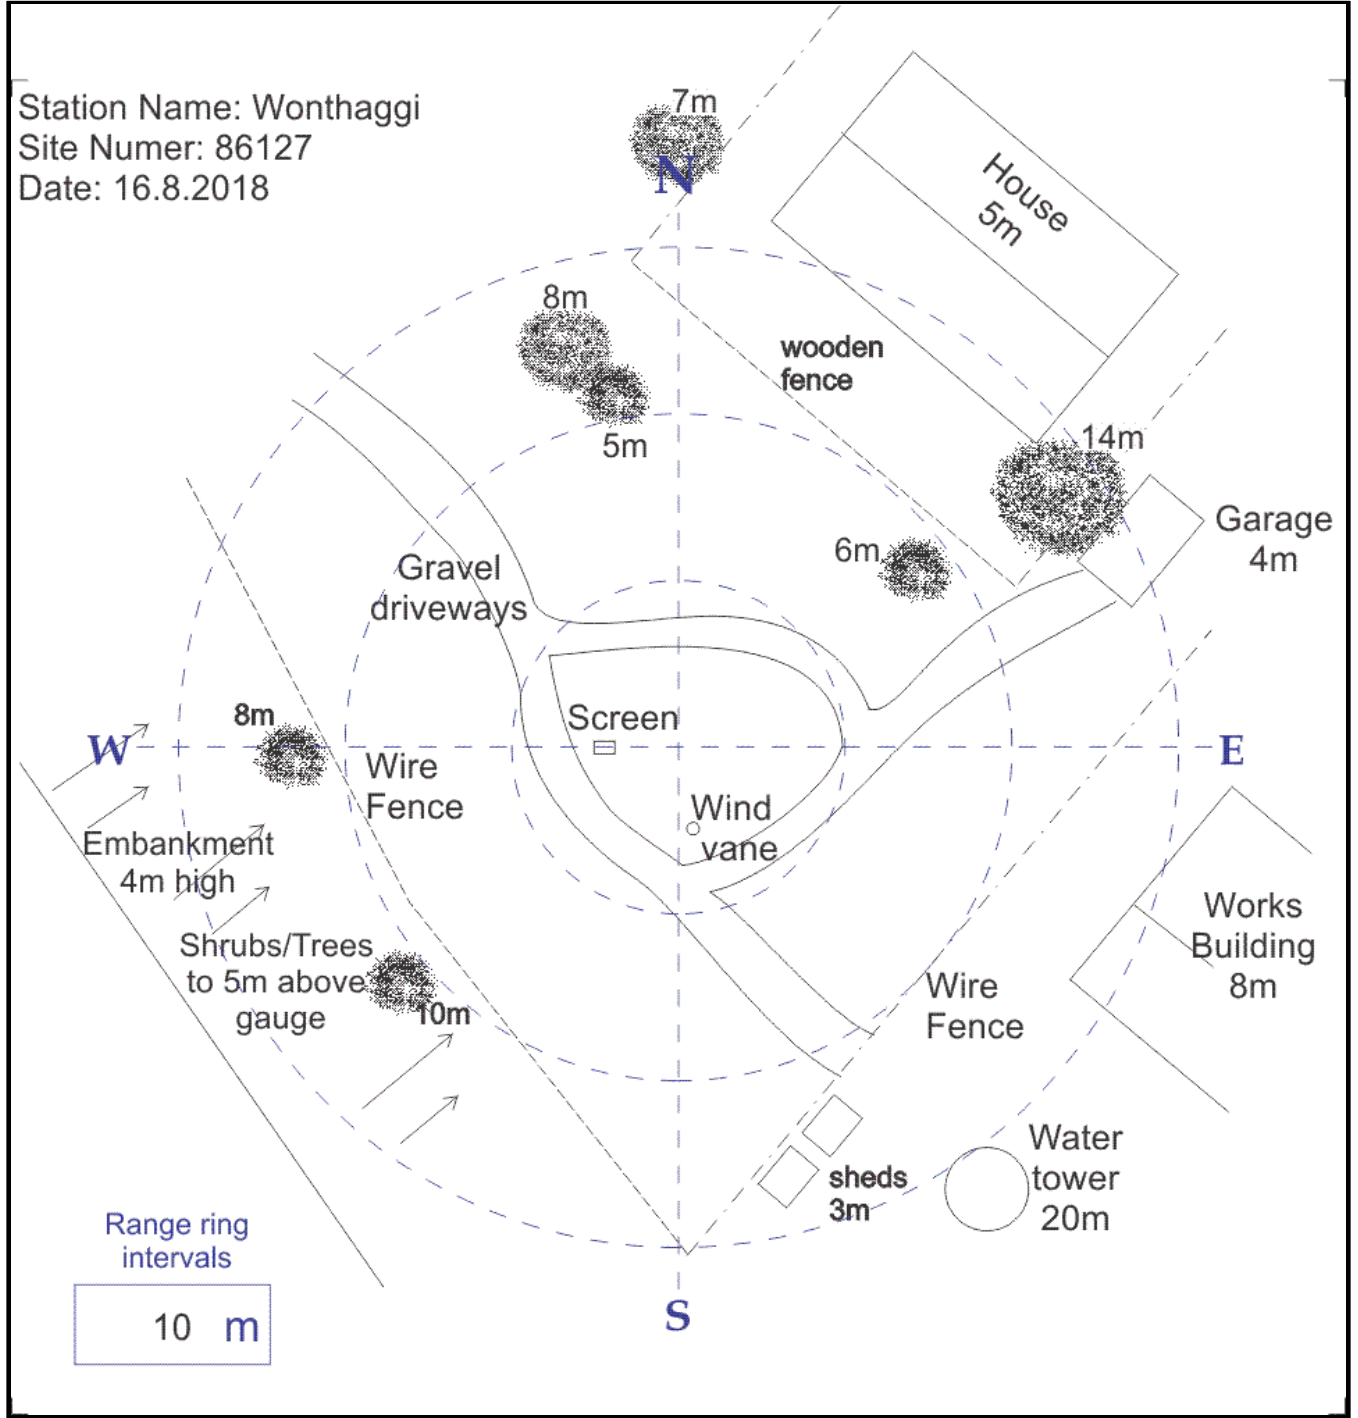 Station Name: Wonthaggi
Site Numer: 86127
Date: 16.8.2018
7m
N
House
5m
8m
5m
wooden
fence
14m
Garage
4m
6m
Gravel
driveways
8m
W
Screen
E
Wire
Fence
Wind
vane
Embankment
4m high
Shrubs/Trees
to 5m above
gauge
10m
Works
Building
8m
Wire
Fence
Water
tower
20m
sheds
3m
Range ring
intervals
10 m
S